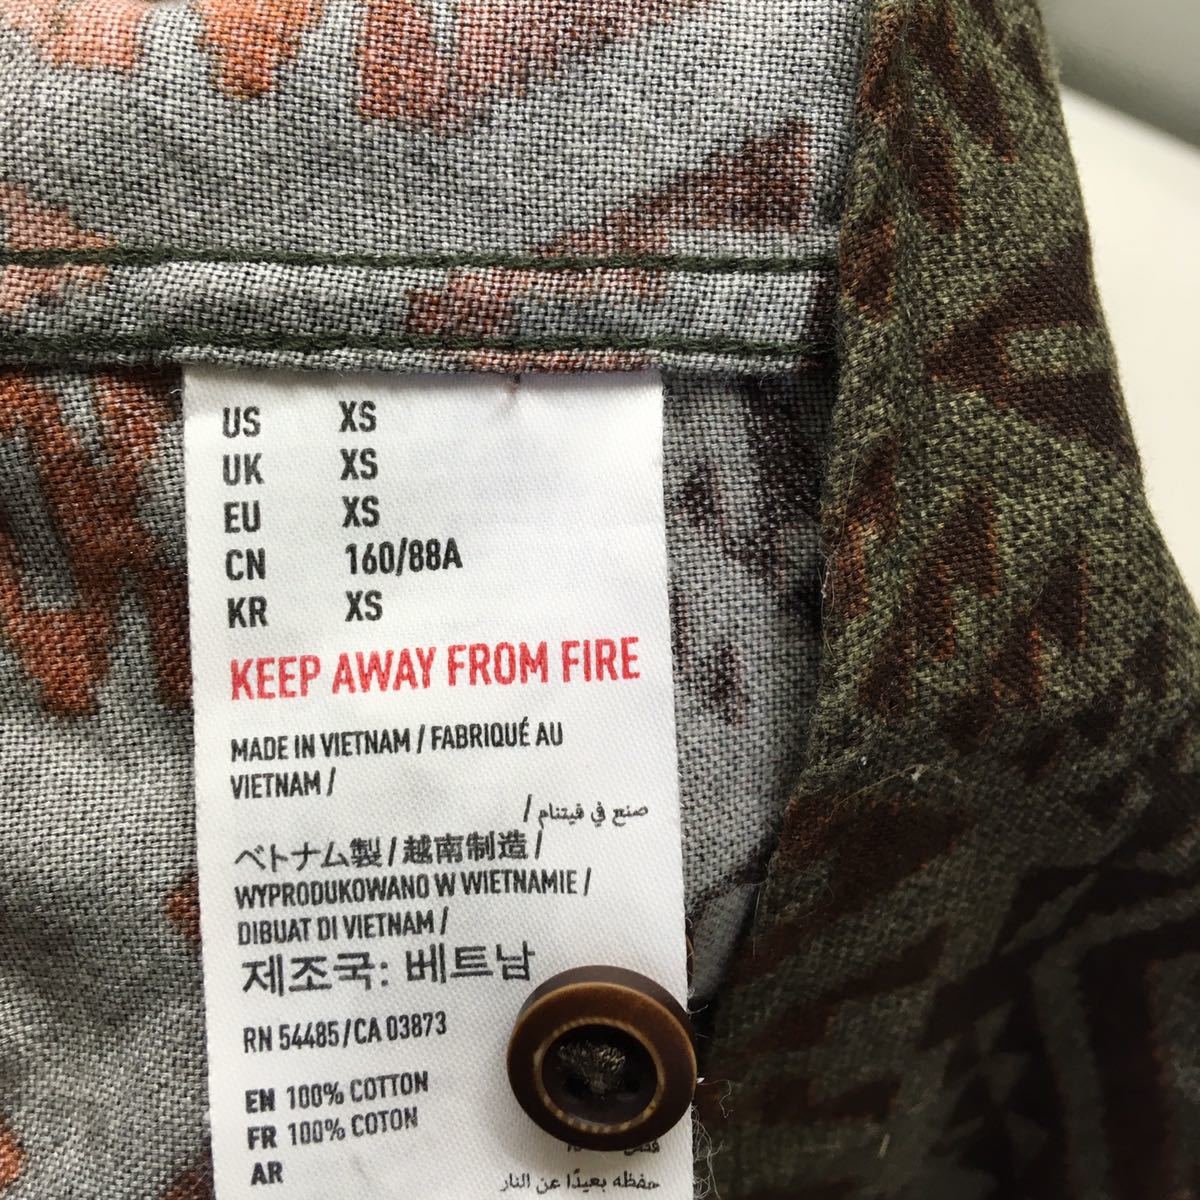 US XS
UK XS
EU XS
CN 160/88A
KR XS
KEEP AWAY FROM FIRE
MADE IN VIETNAM / FABRIQUÉ AU
VIETNAM /
صنع في فيتنام /
ベトナム製 / 越南制造 /
WYPRODUKOWANO W WIETNAMIE /
DIBUAT DI VIETNAM /
제조국: 베트남
RN 54485 / CA 03873
EN 100% COTTON
FR 100% COTON
AR
حفظه بعيدًا عن النار